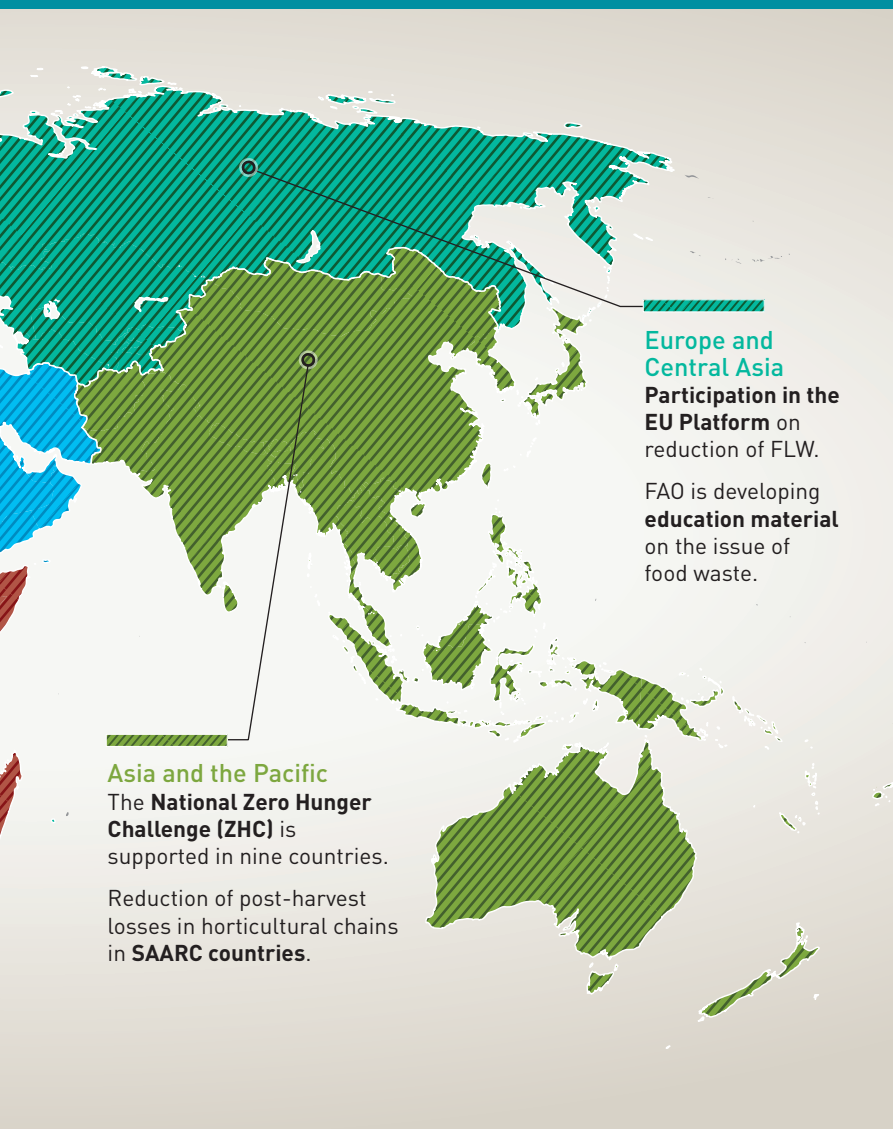 Europe and
Central Asia
Participation in the
EU Platform on
reduction of FLW.
FAO is developing
education material
on the issue of
food waste.
Asia and the Pacific
The National Zero Hunger
Challenge (ZHC) is
supported in nine countries.
Reduction of post-harvest
losses in horticultural chains
in SAARC countries.